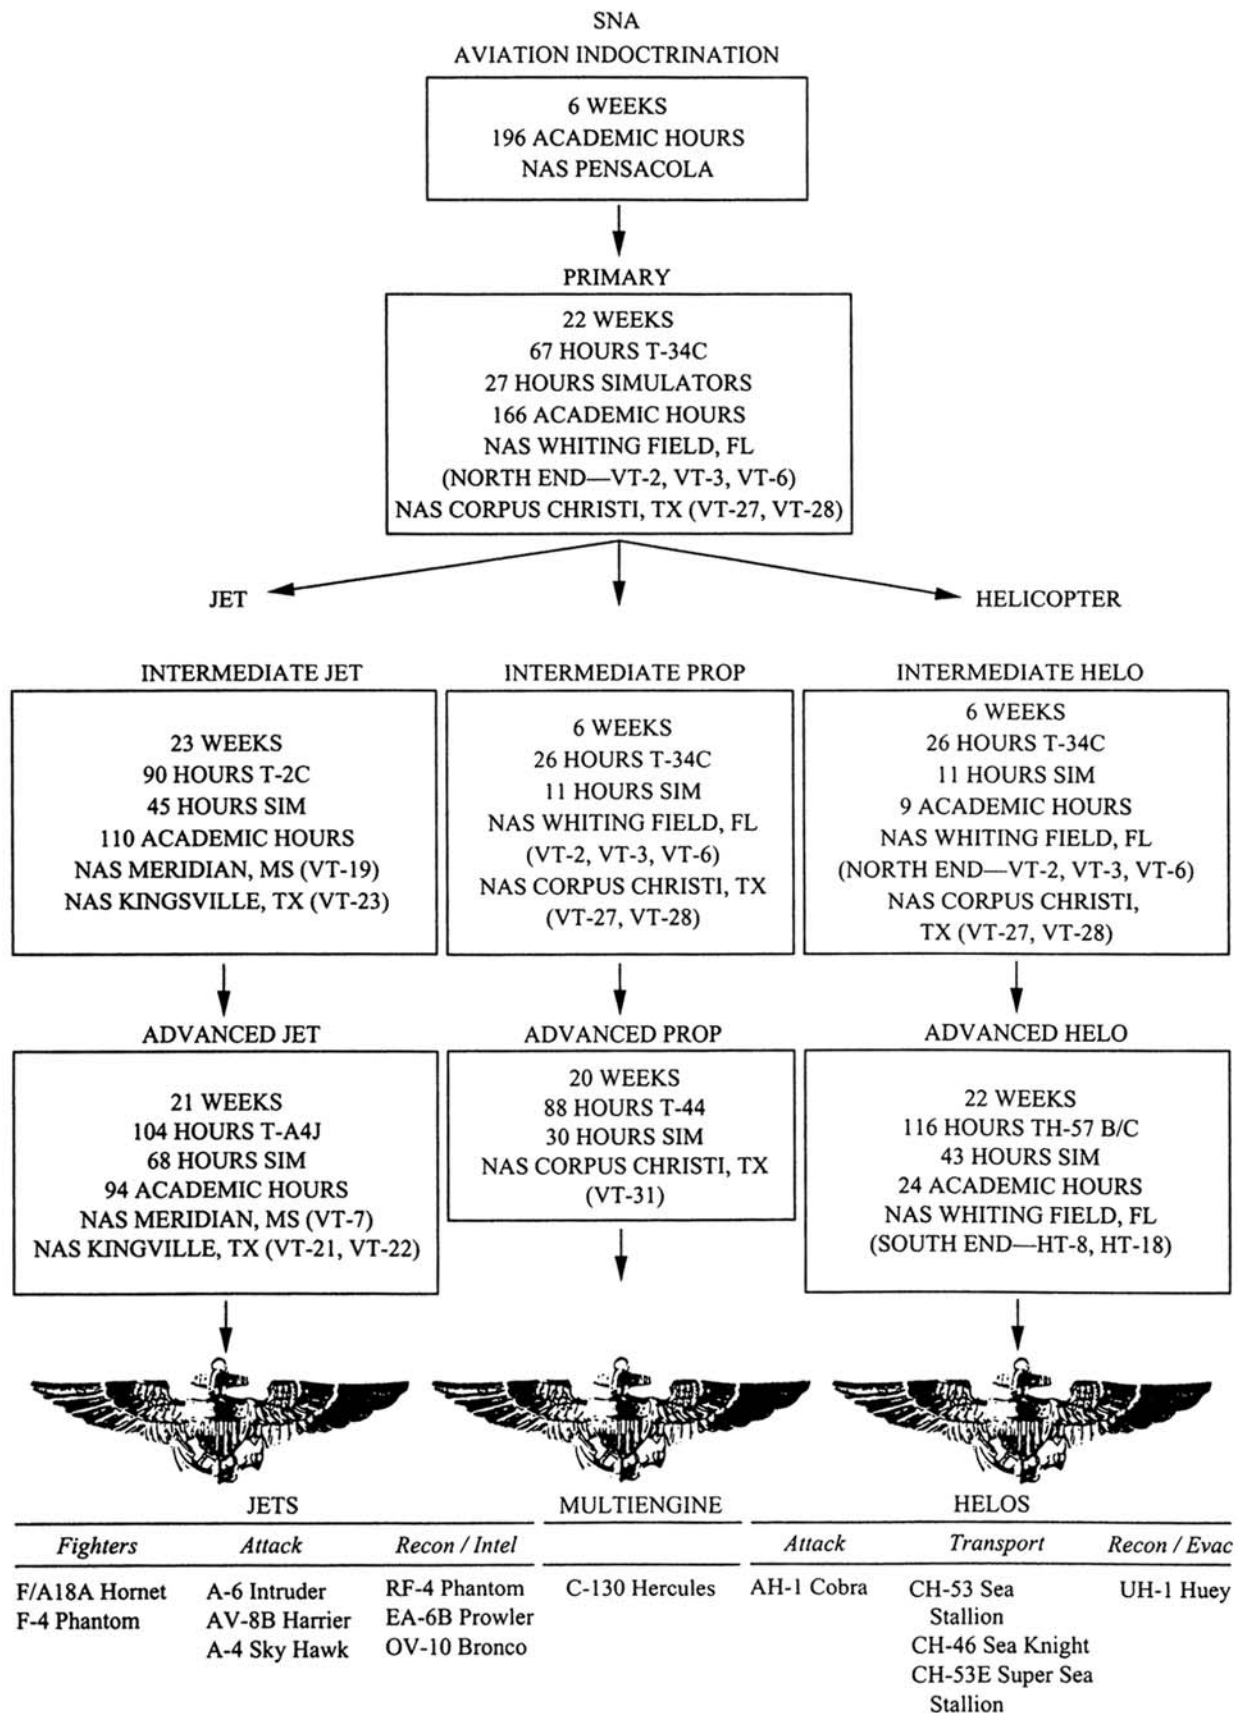 SNA
AVIATION INDOCTRINATION
6 WEEKS
196 ACADEMIC HOURS
NAS PENSACOLA
PRIMARY
22 WEEKS
67 HOURS T-34C
27 HOURS SIMULATORS
166 ACADEMIC HOURS
NAS WHITING FIELD, FL
(NORTH END—VT-2, VT-3, VT-6)
NAS CORPUS CHRISTI, TX (VT-27, VT-28)
JET
HELICOPTER
INTERMEDIATE JET
23 WEEKS
90 HOURS T-2C
45 HOURS SIM
110 ACADEMIC HOURS
NAS MERIDIAN, MS (VT-19)
NAS KINGSVILLE, TX (VT-23)
INTERMEDIATE PROP
6 WEEKS
26 HOURS T-34C
11 HOURS SIM
NAS WHITING FIELD, FL
(VT-2, VT-3, VT-6)
NAS CORPUS CHRISTI, TX
(VT-27, VT-28)
INTERMEDIATE HELO
6 WEEKS
26 HOURS T-34C
11 HOURS SIM
9 ACADEMIC HOURS
NAS WHITING FIELD, FL
(NORTH END—VT-2, VT-3, VT-6)
NAS CORPUS CHRISTI,
TX (VT-27, VT-28)
ADVANCED JET
21 WEEKS
104 HOURS T-A4J
68 HOURS SIM
94 ACADEMIC HOURS
NAS MERIDIAN, MS (VT-7)
NAS KINGVILLE, TX (VT-21, VT-22)
ADVANCED PROP
20 WEEKS
88 HOURS T-44
30 HOURS SIM
NAS CORPUS CHRISTI, TX
(VT-31)
ADVANCED HELO
22 WEEKS
116 HOURS TH-57 B/C
43 HOURS SIM
24 ACADEMIC HOURS
NAS WHITING FIELD, FL
(SOUTH END—HT-8, HT-18)
JETS
Fighters
F/A18A Hornet
F-4 Phantom
Attack
A-6 Intruder
AV-8B Harrier
A-4 Sky Hawk
Recon / Intel
RF-4 Phantom
EA-6B Prowler
OV-10 Bronco
MULTIENGINE
C-130 Hercules
HELOS
Attack
AH-1 Cobra
Transport
CH-53 Sea
Stallion
CH-46 Sea Knight
CH-53E Super Sea
Stallion
Recon / Evac
UH-1 Huey